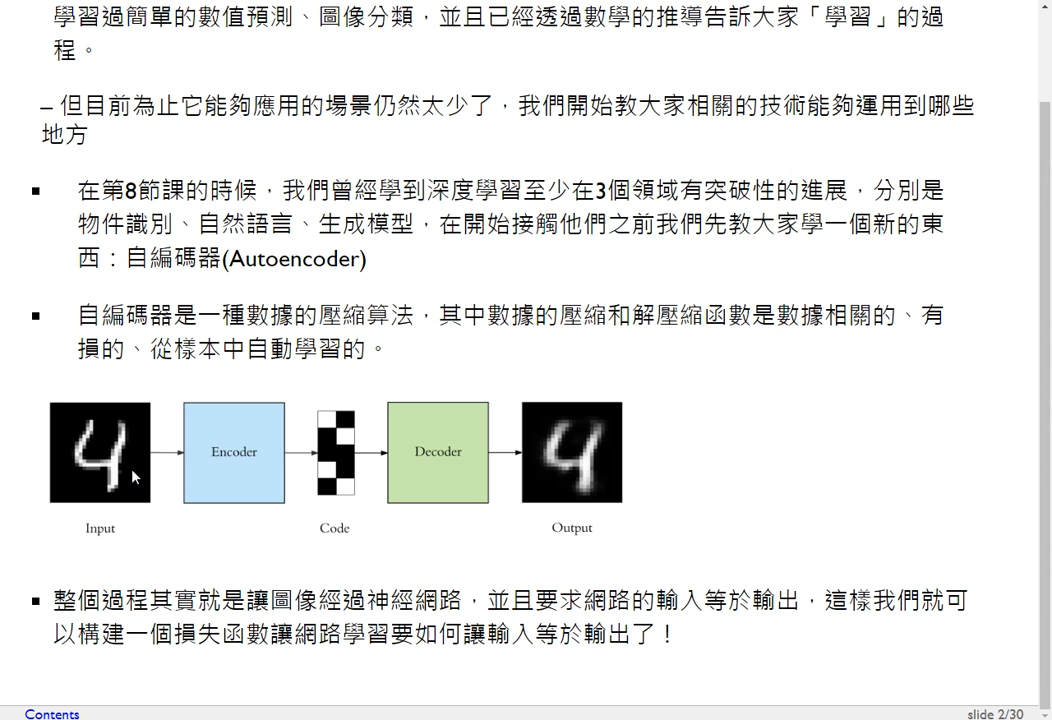 學習過簡單的數值預測、圖像分類，並且已經透過數學的推導告訴大家「學習」的過
程。
– 但目前為止它能夠應用的場景仍然太少了，我們開始教大家相關的技術能夠運用到哪些
地方
▪ 在第8節課的時候，我們曾經學到深度學習至少在3個領域有突破性的進展，分別是
物件識別、自然語言、生成模型，在開始接觸他們之前我們先教大家學一個新的東
西：自編碼器(Autoencoder)
▪ 自編碼器是一種數據的壓縮算法，其中數據的壓縮和解壓縮函數是數據相關的、有
損的、從樣本中自動學習的。
Encoder
Decoder
Input
Code
Output
▪ 整個過程其實就是讓圖像經過神經網路，並且要求網路的輸入等於輸出，這樣我們就可
以構建一個損失函數讓網路學習要如何讓輸入等於輸出了！
Contents
slide 2/30